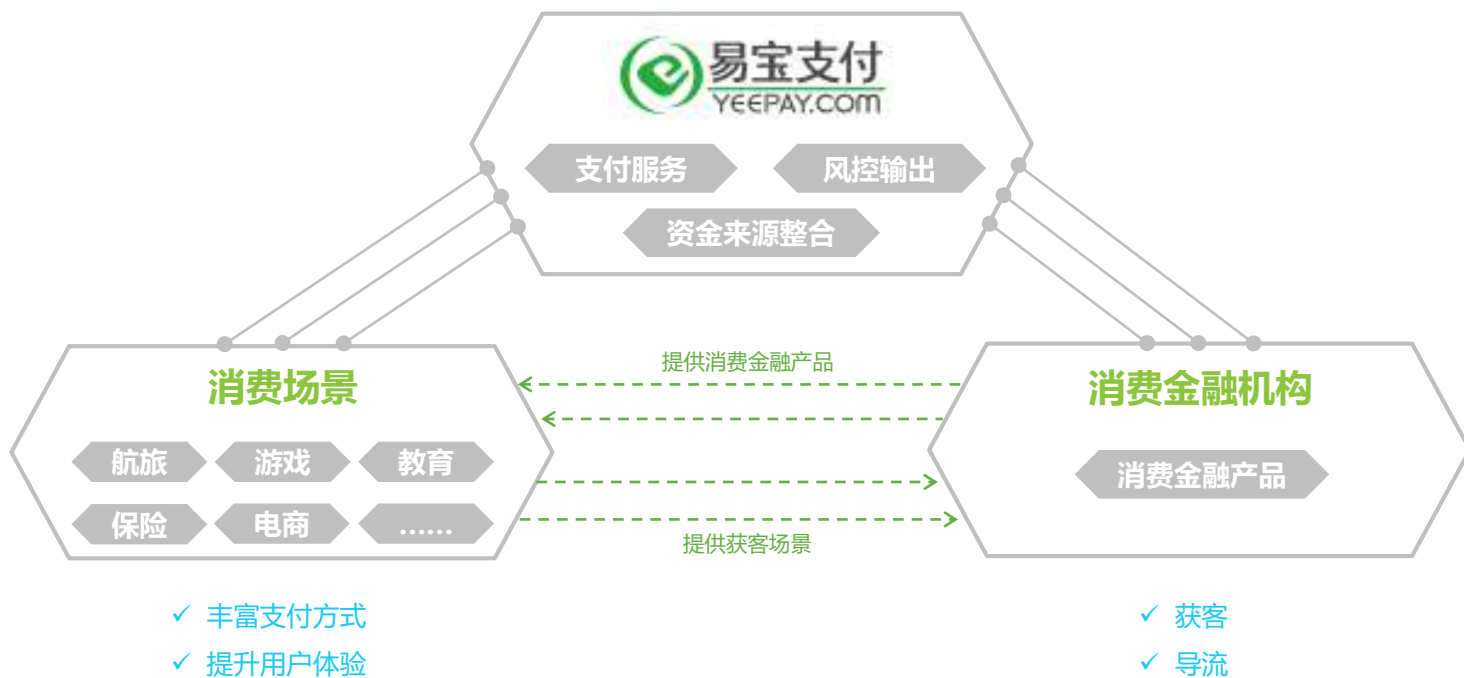 易宝支付
YEEPAY.COM
支付服务
风控输出
资金来源整合
消费场景
航旅
游戏
教育
保险
电商
……
提供消费金融产品
提供获客场景
消费金融机构
消费金融产品
✓ 丰富支付方式
✓ 提升用户体验
✓ 获客
✓ 导流